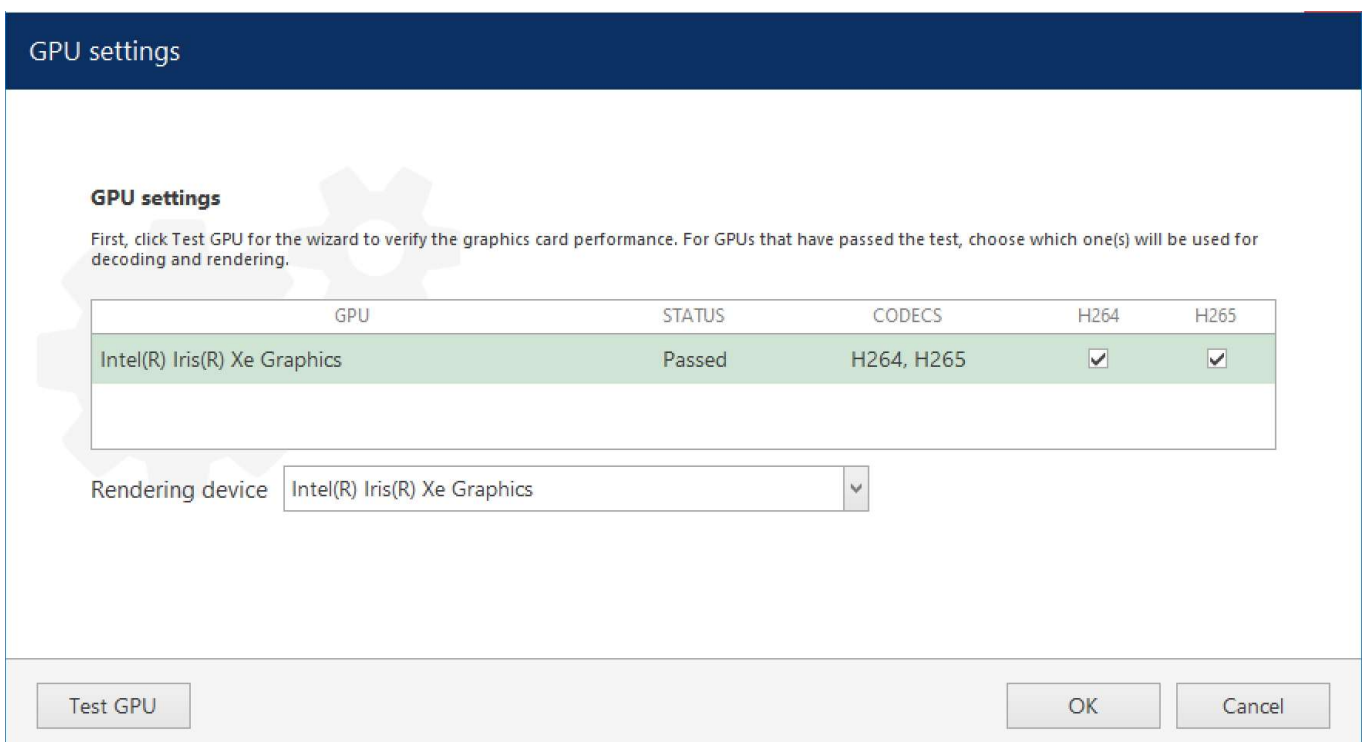 GPU settings
GPU settings
First, click Test GPU for the wizard to verify the graphics card performance. For GPUs that have passed the test, choose which one(s) will be used for
decoding and rendering.
GPU STATUS CODECS H264 H265
Intel(R) Iris(R) Xe Graphics Passed H264, H265
Rendering device Intel(R) Iris(R) Xe Graphics
Test GPU OK Cancel